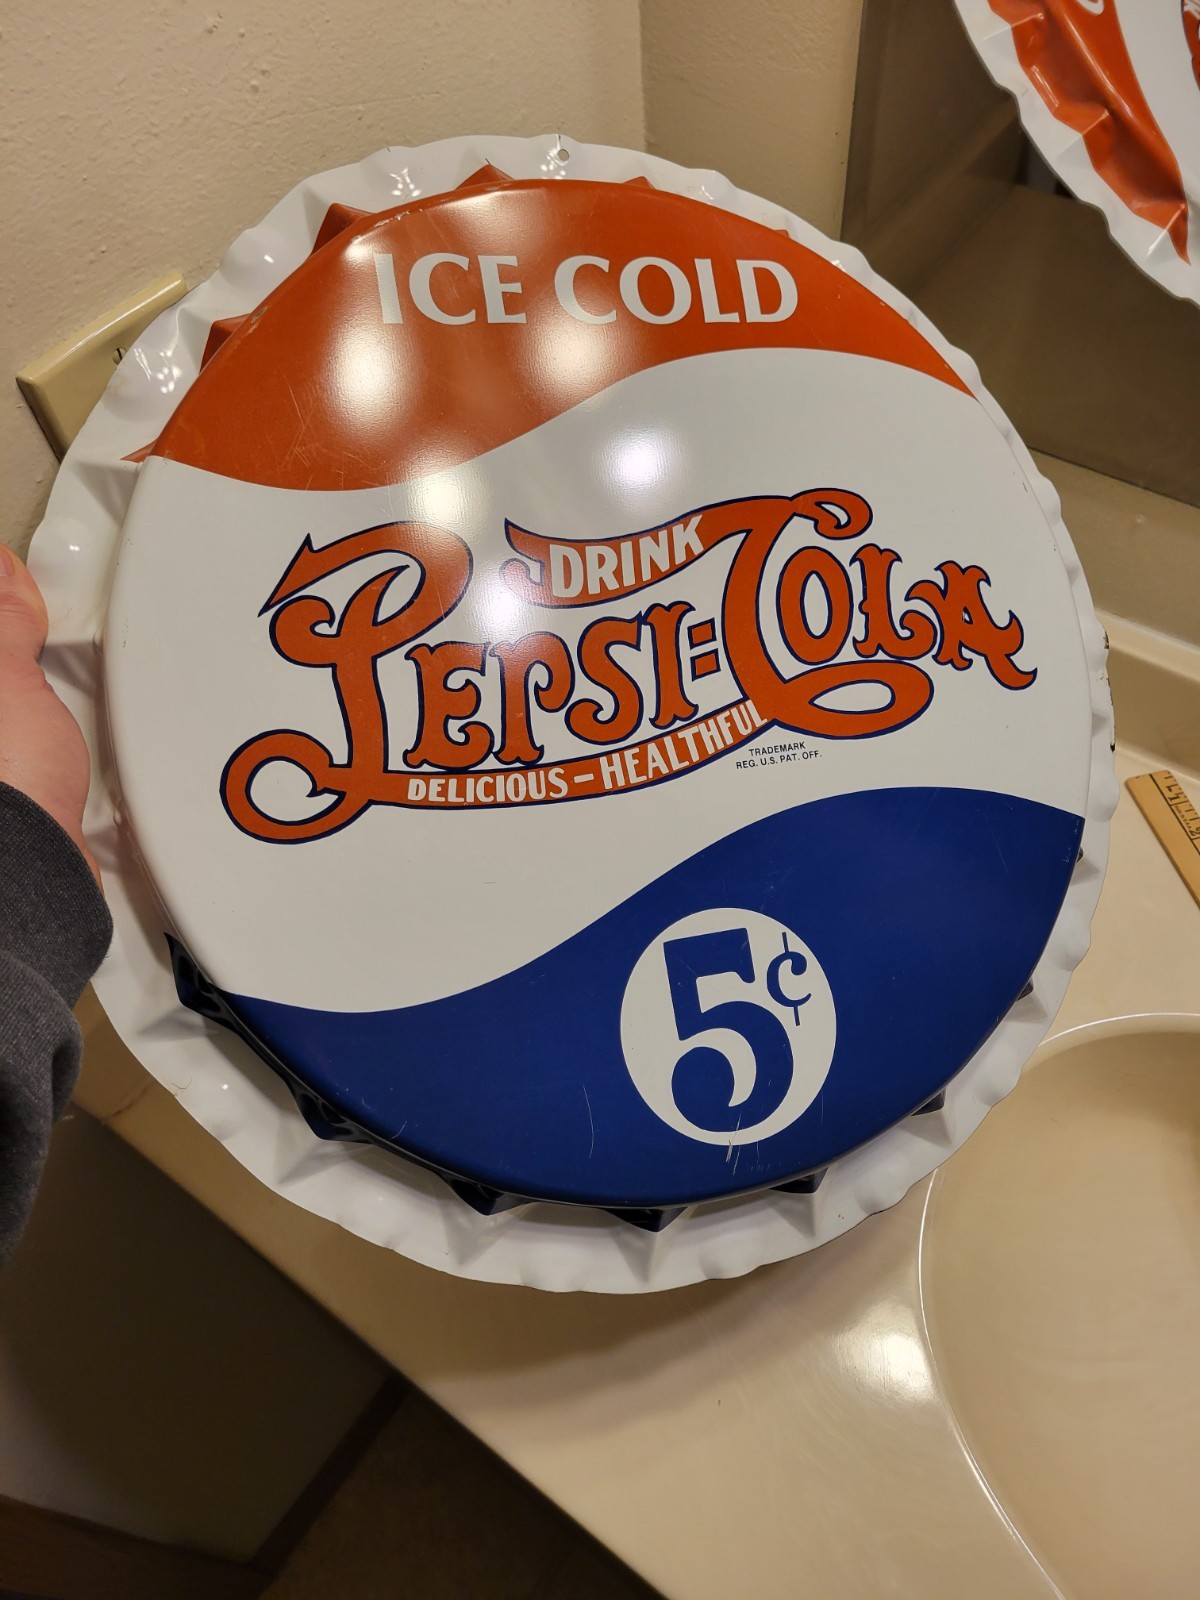 ICE COLD
DRINK
PEPSI=COLA
DELICIOUS-HEALTHFUL
TRADEMARK
REG. U.S. PAT. OFF.
5¢